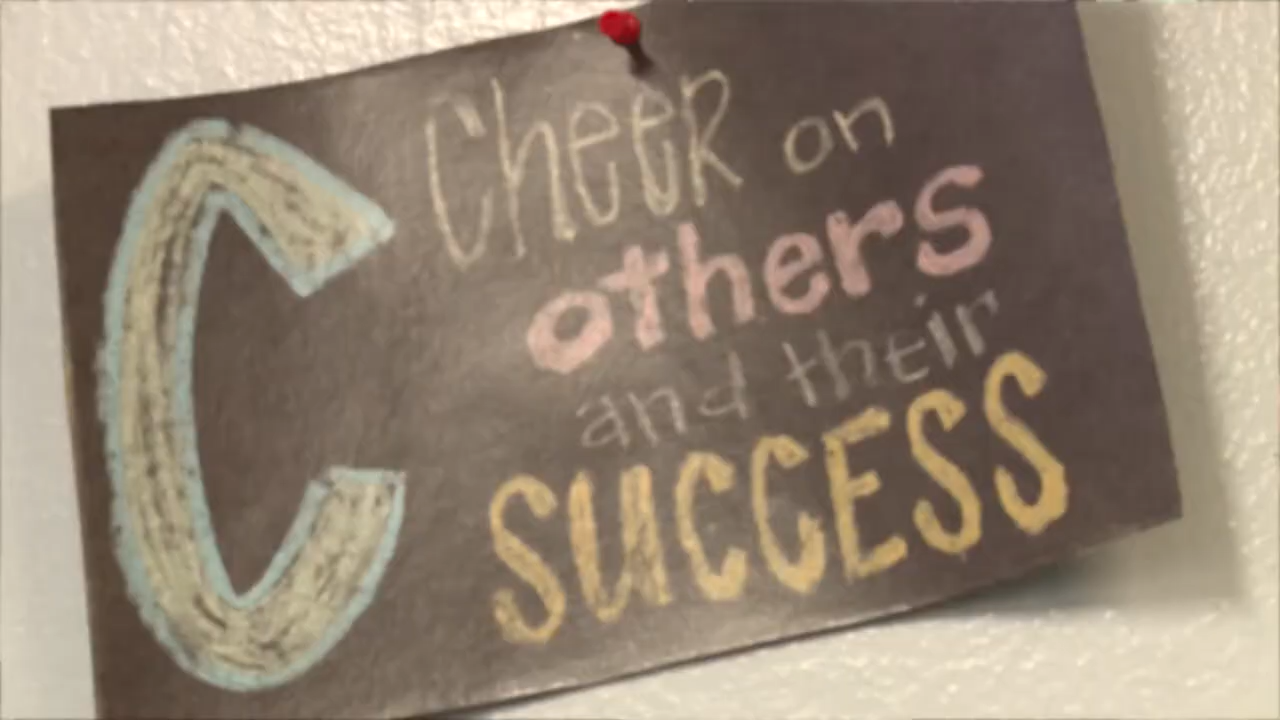 C
Cheer on
others
and their
SUCCESS